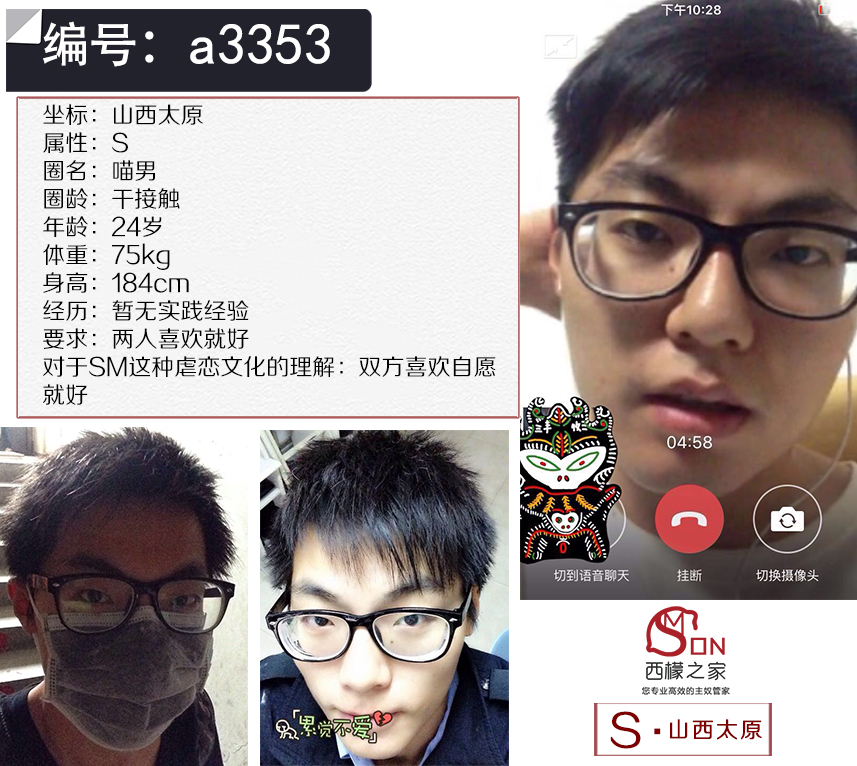 编号：a3353
坐标：山西太原
属性：S
圈名：喵男
圈龄：干接触
年龄：24岁
体重：75kg
身高：184cm
经历：暂无实践经验
要求：两人喜欢就好
对于SM这种虐恋文化的理解：双方喜欢自愿
就好
下午10:28
04:58
切到语音聊天
挂断
切换摄像头
「累觉不爱」
SMON
西檬之家
您专业高效的主奴管家
S·山西太原